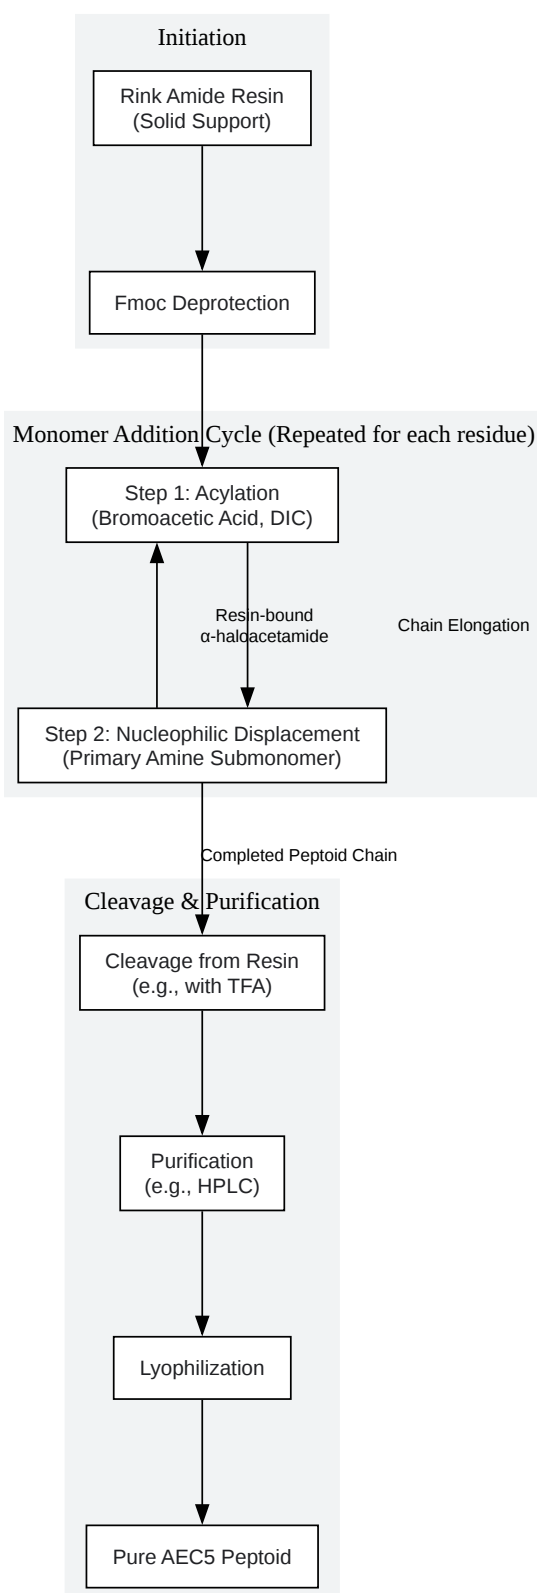 Initiation
Rink Amide Resin
(Solid Support)
Fmoc Deprotection
Monomer Addition Cycle (Repeated for each residue)
Step 1: Acylation
(Bromoacetic Acid, DIC)
Resin-bound
α-haloacetamide
Chain Elongation
Step 2: Nucleophilic Displacement
(Primary Amine Submonomer)
Completed Peptoid Chain
Cleavage & Purification
Cleavage from Resin
(e.g., with TFA)
Purification
(e.g., HPLC)
Lyophilization
Pure AEC5 Peptoid